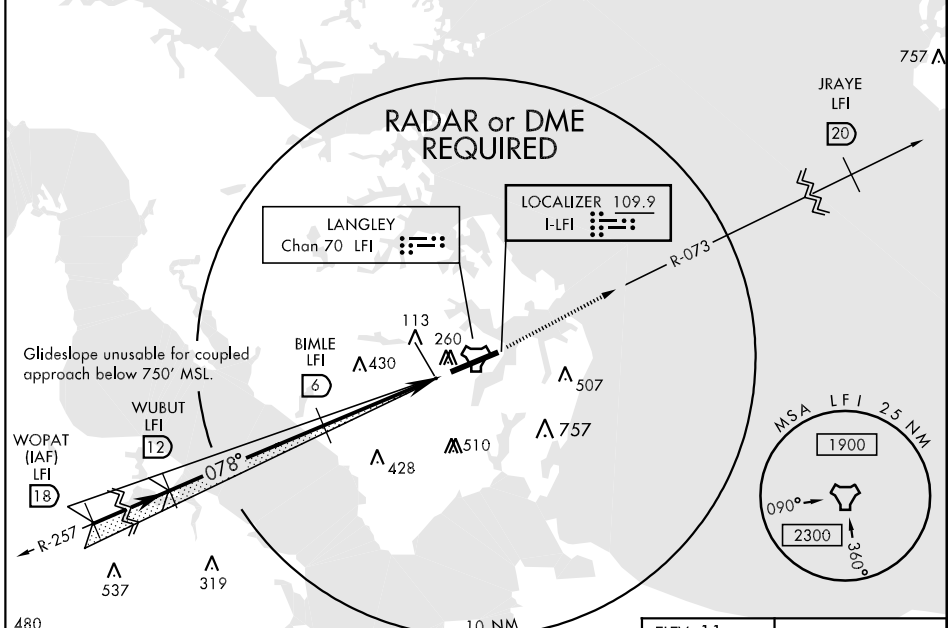 757
JRAYE
LFI
20
RADAR or DME
REQUIRED
LOCALIZER 109.9
I-LFI
LANGLEY
Chan 70 LFI
R-073
113
260
BIMLE
LFI
6
430
507
Glideslope unusable for coupled
approach below 750' MSL.
WUBUT
LFI
12
757
510
428
WOPAT
(IAF)
LFI
18
078°
R-257
537
319
MSA LFI 25 NM
1900
090°
2300
360°
480
10 NM